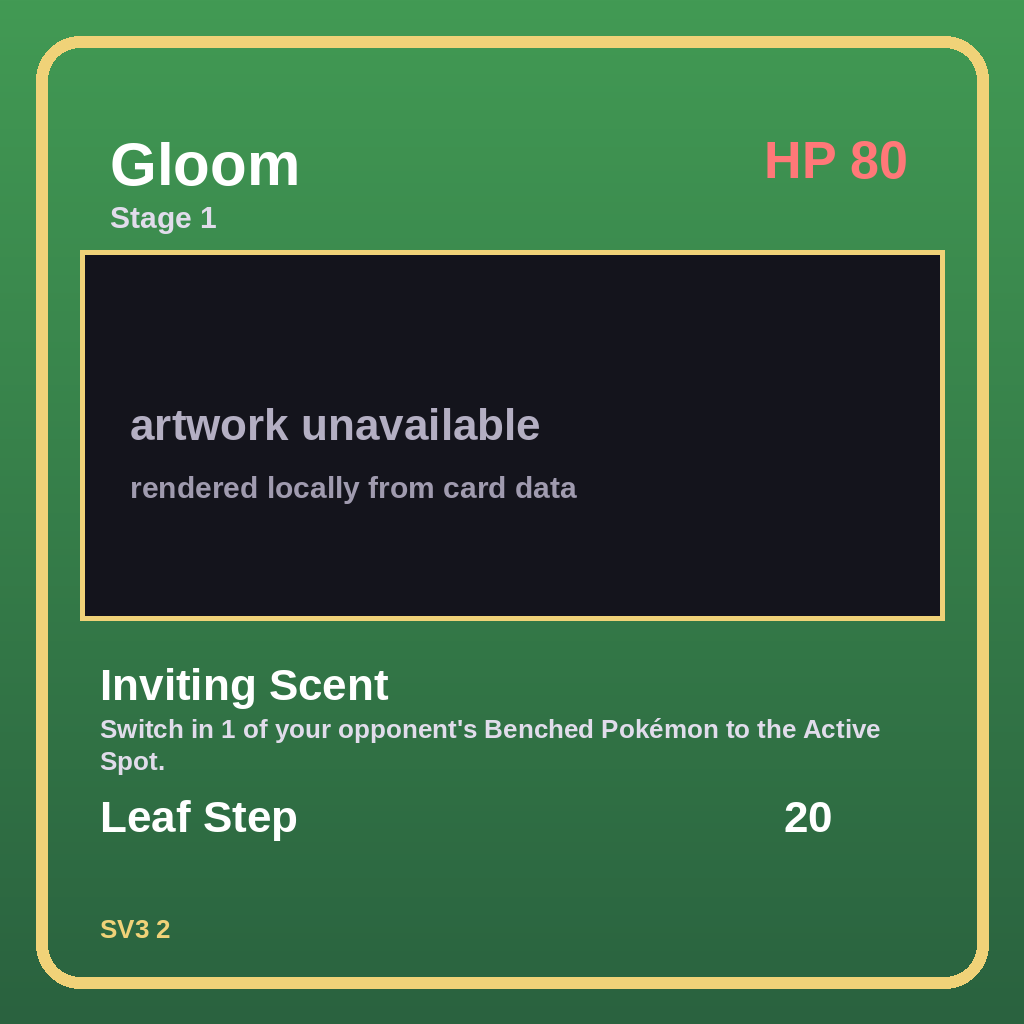 Gloom
HP 80
Stage 1
artwork unavailable
rendered locally from card data
Inviting Scent
Switch in 1 of your opponent's Benched Pokémon to the Active
Spot.
Leaf Step 20
SV3 2